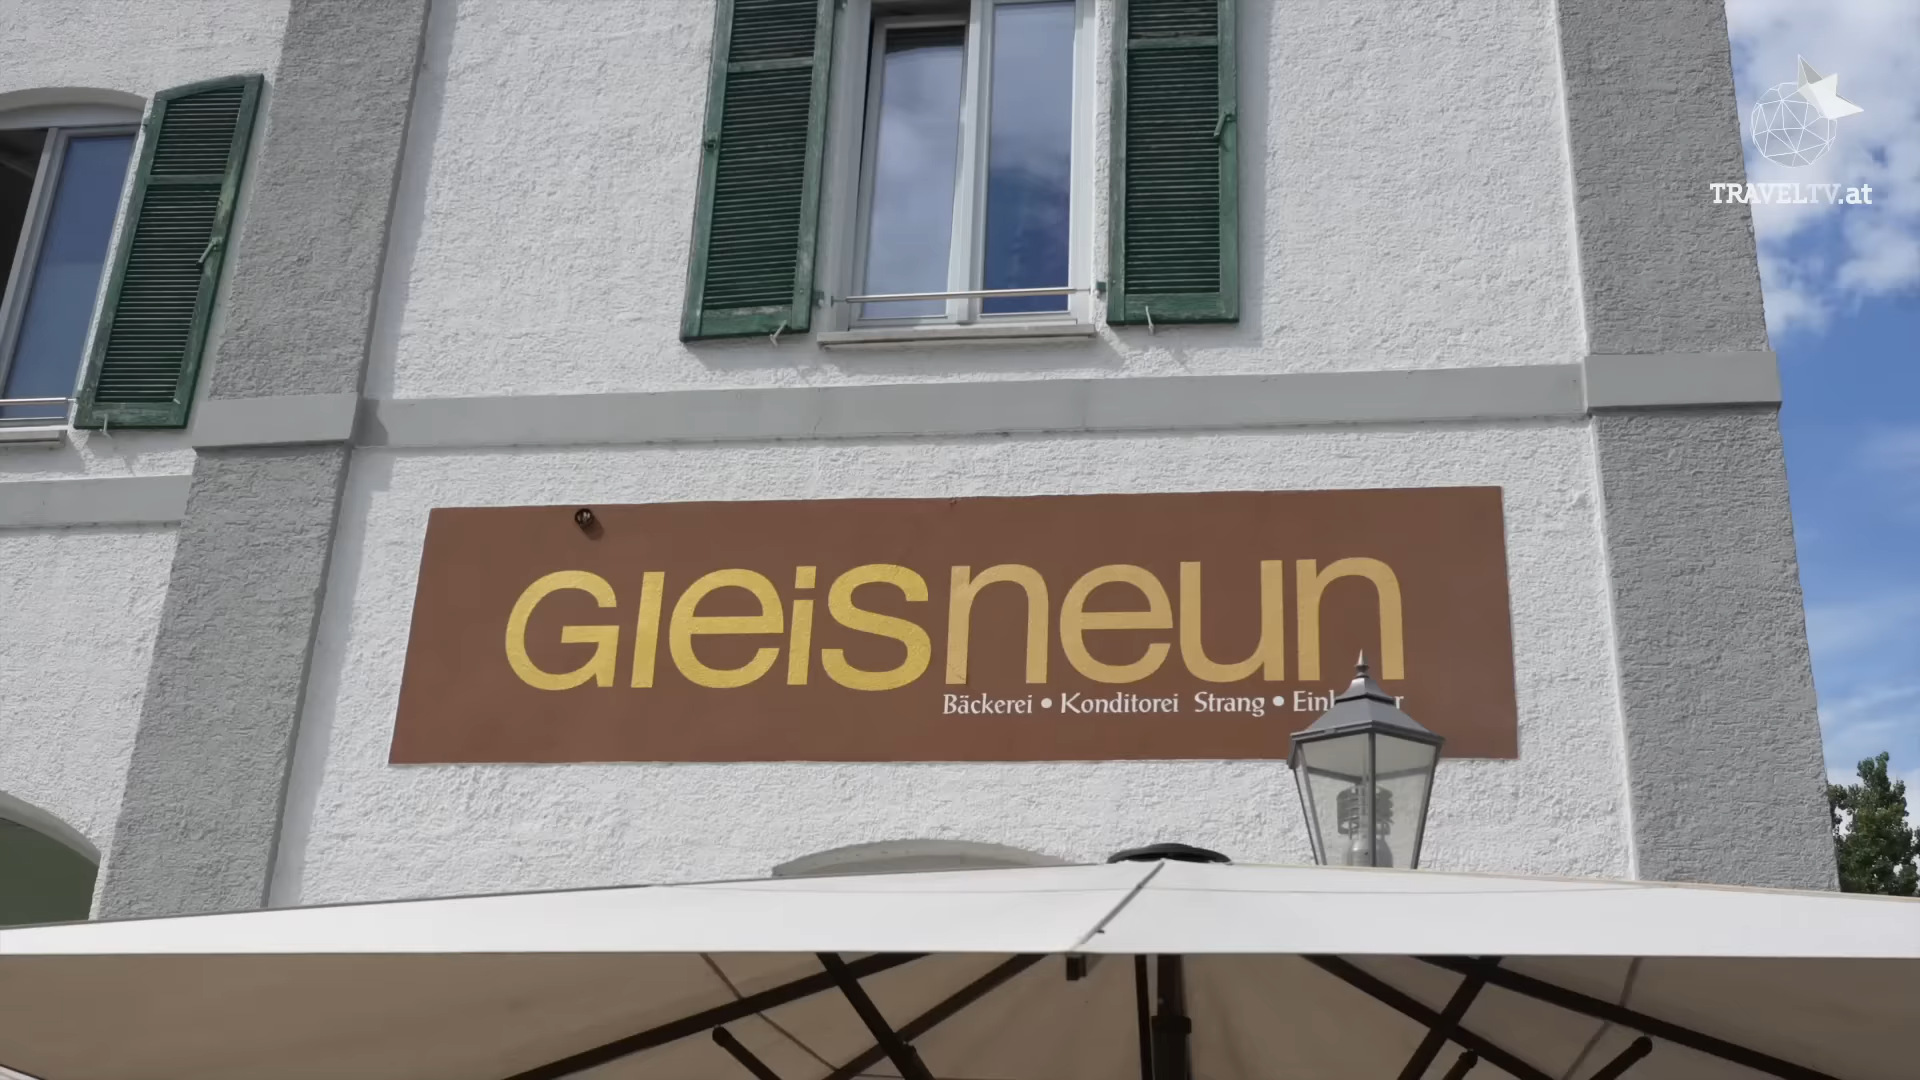 TRAVELTV.at
Gleisneun
Bäckerei • Konditorei Strang •